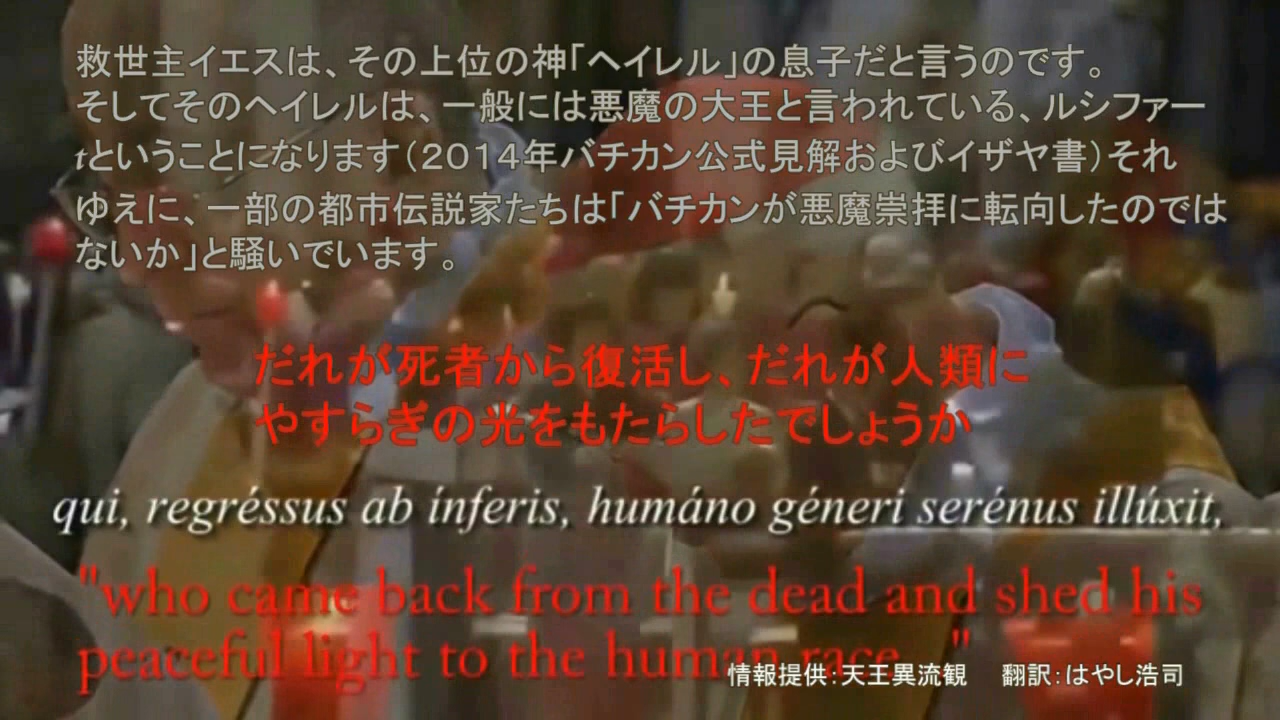 救世主イエスは、その上位の神「ヘイレル」の息子だと言うのです。
そしてそのヘイレルは、一般には悪魔の大王と言われている、ルシファー
tということになります(2014年バチカン公式見解およびイザヤ書)それ
ゆえに、一部の都市伝説家たちは「バチカンが悪魔崇拝に転向したのでは
ないか」と騒いでいます。
だれが死者から復活し、だれが人類に
やすらぎの光をもたらしたでしょうか
qui, regréssus ab ínferis, humáno géneri serénus illúxit,
"who came back from the dead and shed his
peaceful light to the human race..."
情報提供:天王異流観 翻訳:はやし浩司